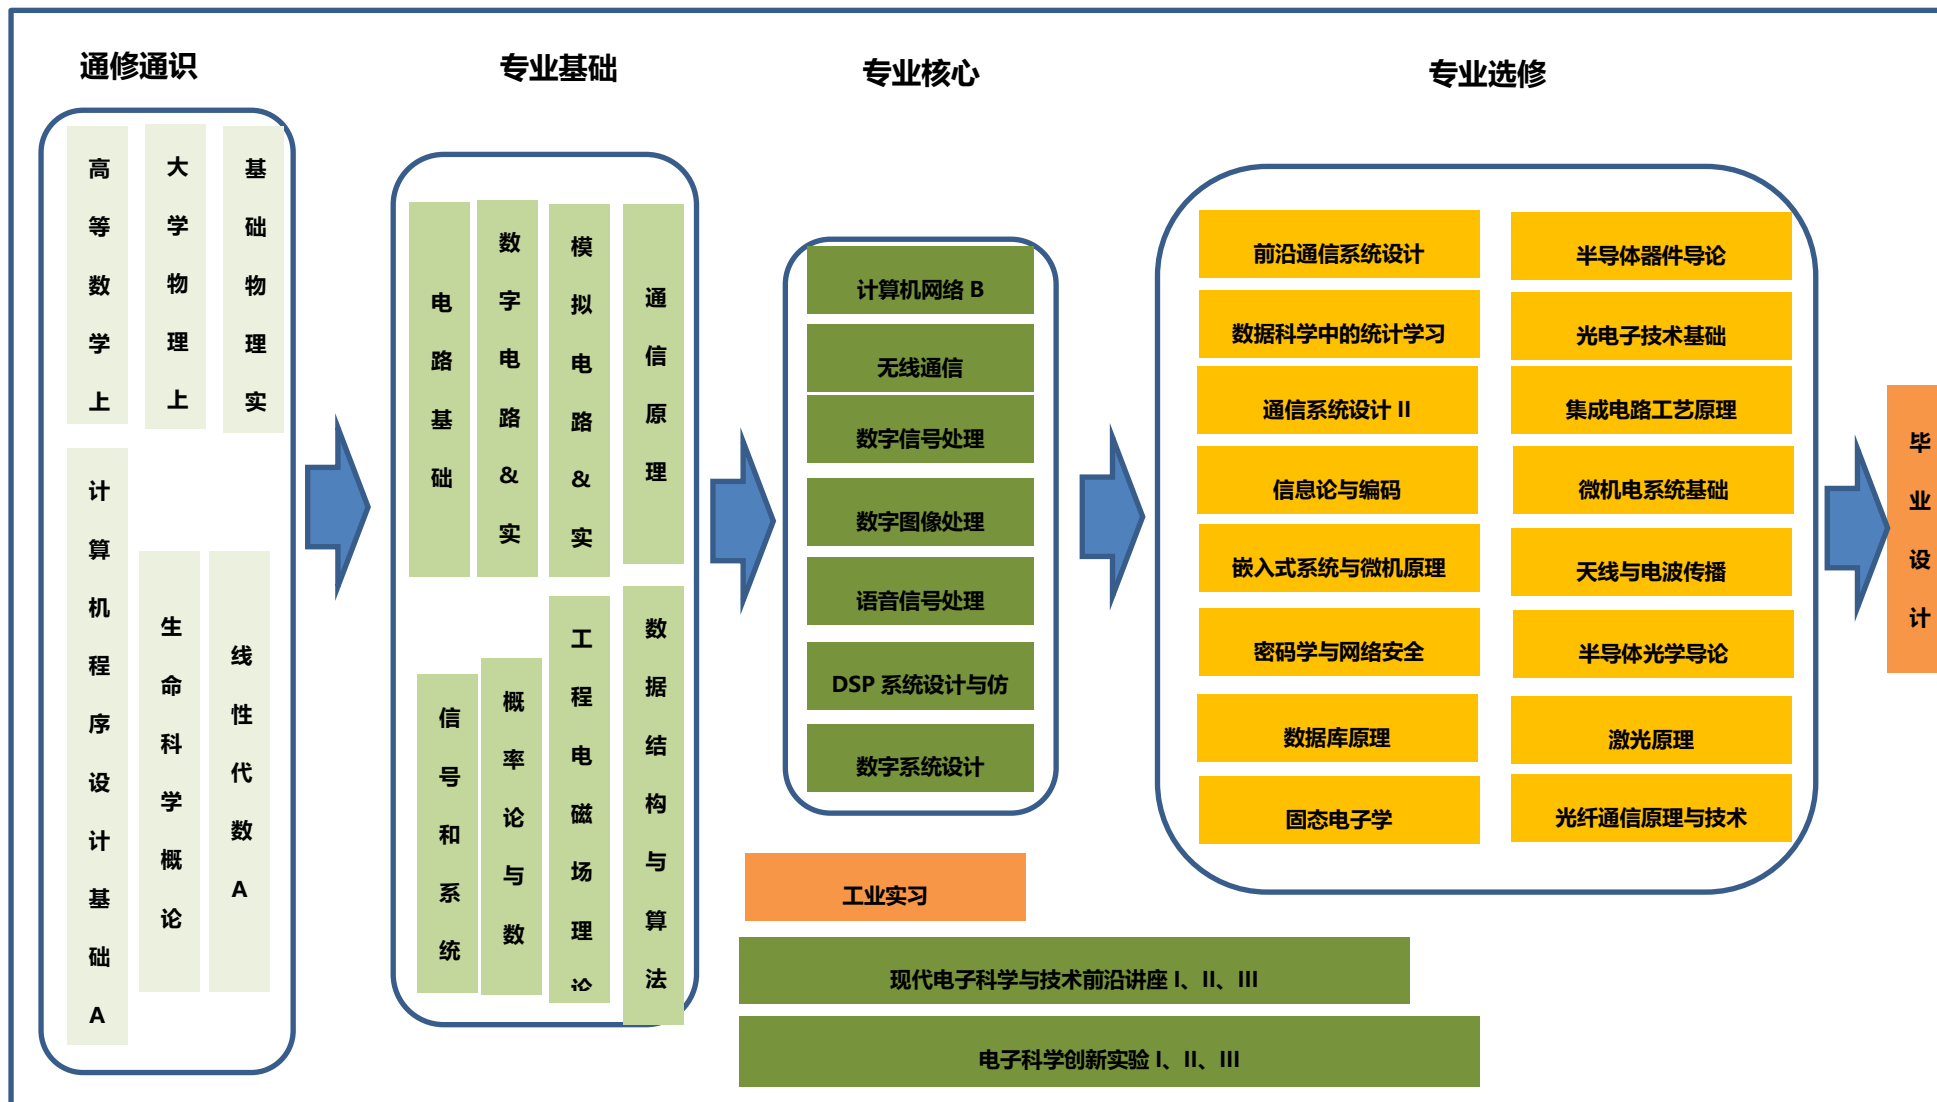 通修通识
专业基础
专业核心
专业选修
高等数学上
大学物理上
基础物理实
计算机程序设计基础A
生命科学概论
线性代数A
电路基础
数字电路&实
模拟电路&实
通信原理
信号和系统
概率论与数
工程电磁场理论
数据结构与算法
计算机网络 B
无线通信
数字信号处理
数字图像处理
语音信号处理
DSP 系统设计与仿
数字系统设计
前沿通信系统设计
半导体器件导论
数据科学中的统计学习
光电子技术基础
通信系统设计 II
集成电路工艺原理
信息论与编码
微机电系统基础
嵌入式系统与微机原理
天线与电波传播
密码学与网络安全
半导体光学导论
数据库原理
激光原理
固态电子学
光纤通信原理与技术
毕业设计
工业实习
现代电子科学与技术前沿讲座 I、II、III
电子科学创新实验 I、II、III